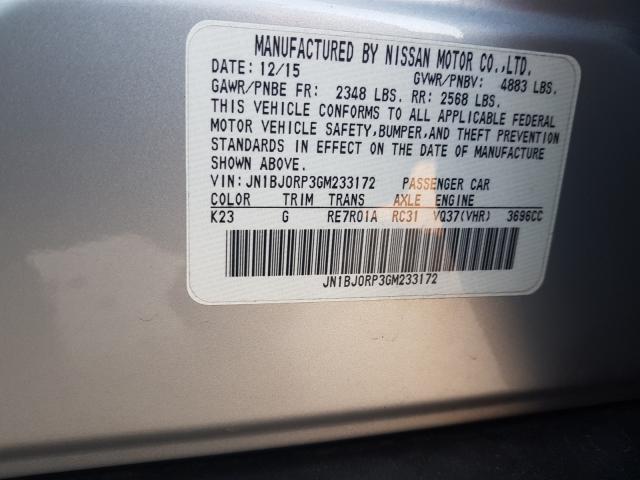 MANUFACTURED BY NISSAN MOTOR CO.,LTD.
DATE: 12/15 GVWR/PNBV: 4883 LBS.
GAWR/PNBE FR: 2348 LBS. RR: 2568 LBS.
THIS VEHICLE CONFORMS TO ALL APPLICABLE FEDERAL
MOTOR VEHICLE SAFETY,BUMPER,AND THEFT PREVENTION
STANDARDS IN EFFECT ON THE DATE OF MANUFACTURE
SHOWN ABOVE.
VIN:JN1BJ0RP3GM233172 PASSENGER CAR
COLOR TRIM TRANS AXLE ENGINE
K23 G RE7R01A RC31 VQ37(VHR) 3696CC
JN1BJ0RP3GM233172